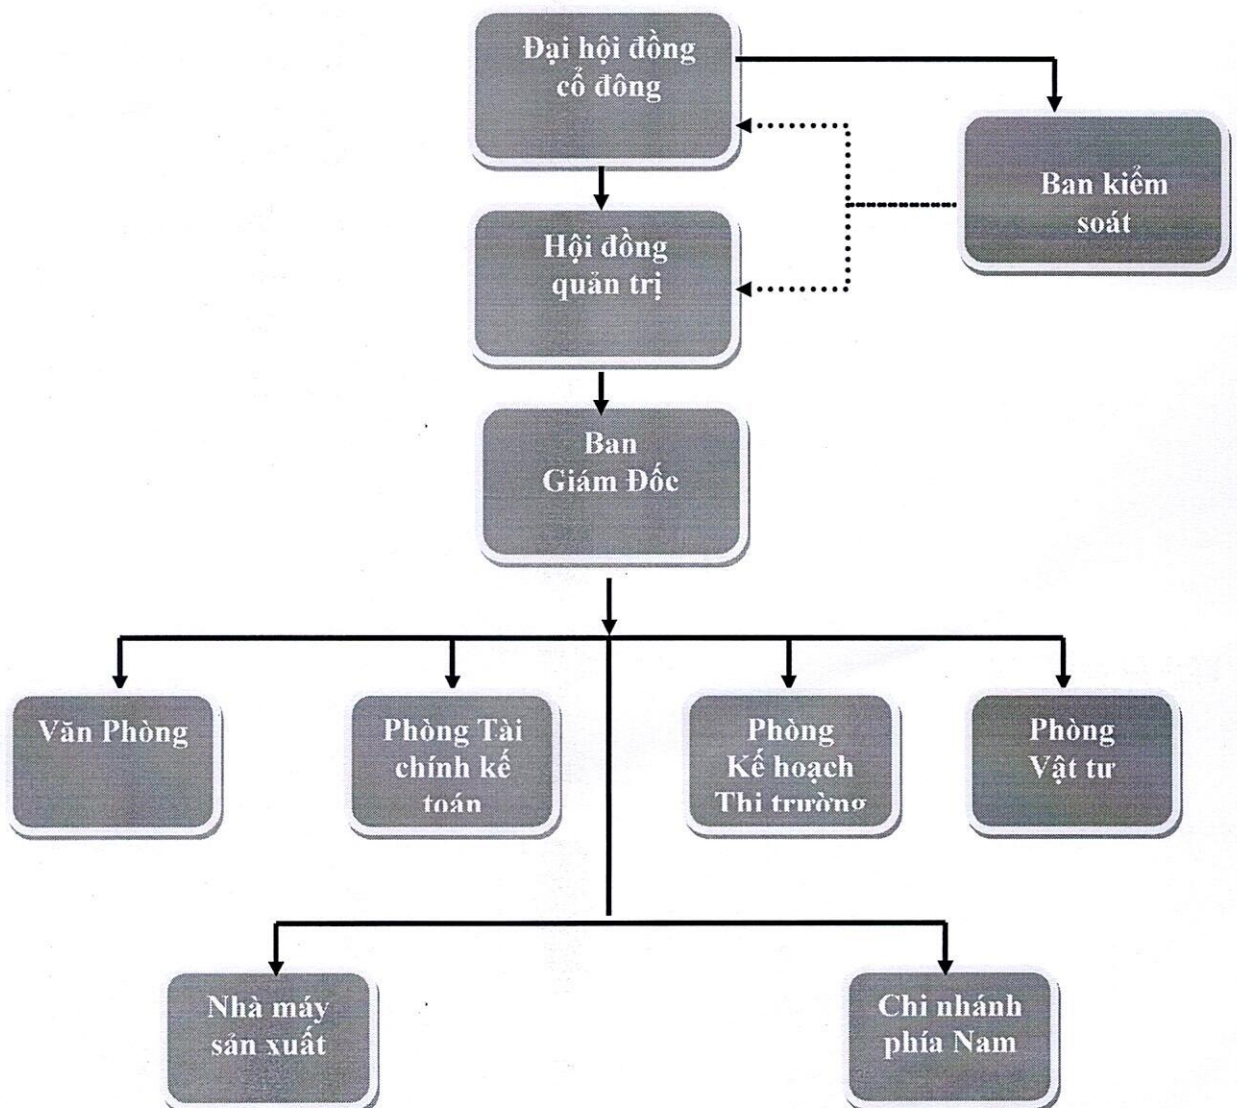 Đại hội đồng
cổ đông
Ban kiểm
soát
Hội đồng
quản trị
Ban
Giám Đốc
Văn Phòng
Phòng Tài
chính kế
toán
Phòng
Kế hoạch
Thị trường
Phòng
Vật tư
Nhà máy
sản xuất
Chi nhánh
phía Nam